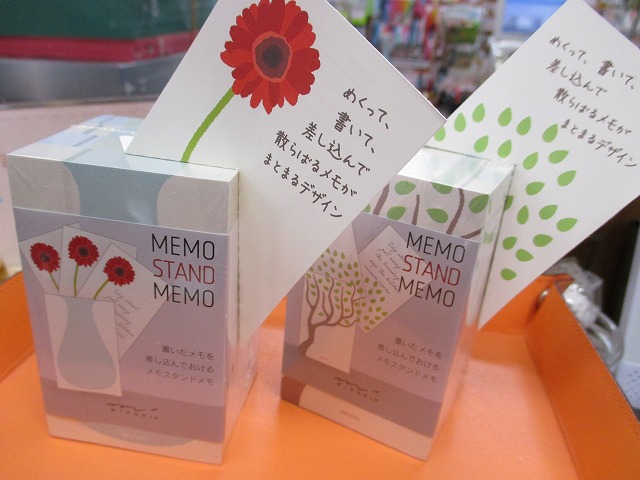 めくって、
書いて、
差し込んで
散らばるメモが
まとまるデザイン
めくって、書いて、
差し込んで
散らばるメモが
まとまるデザイン
MEMO
STAND
MEMO
書いたメモを
差し込んでおける
メモスタンドメモ
MIDORI
MEMO
STAND
MEMO
書いたメモを
差し込んでおける
メモスタンドメモ
MIDORI